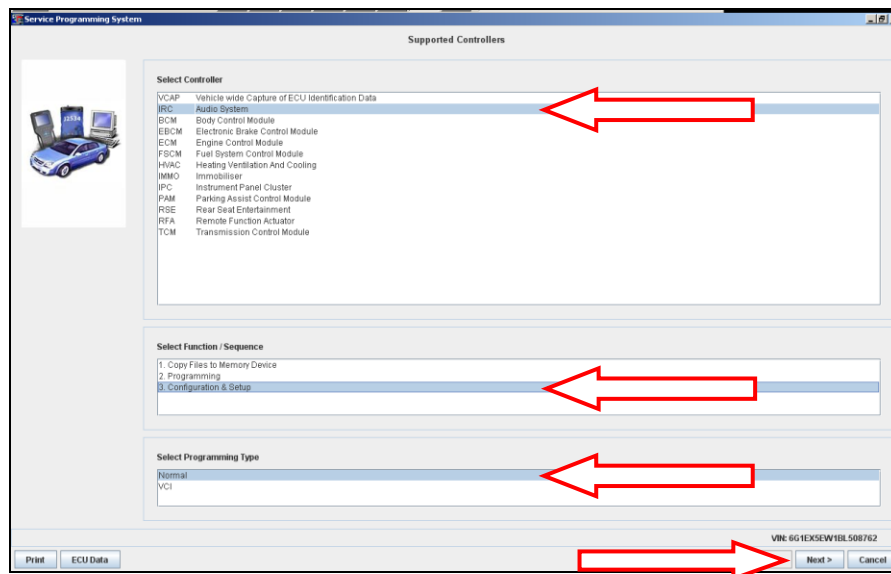 Service Programming System
Supported Controllers
Select Controller
VCAP Vehicle wide Capture of ECU Identification Data
IRC Audio System
BCM Body Control Module
EBCM Electronic Brake Control Module
ECM Engine Control Module
FSCM Fuel System Control Module
HVAC Heating Ventilation And Cooling
IMMO Immobiliser
IPC Instrument Panel Cluster
PAM Parking Assist Control Module
RSE Rear Seat Entertainment
RFA Remote Function Actuator
TCM Transmission Control Module
Select Function / Sequence
1. Copy Files to Memory Device
2. Programming
3. Configuration & Setup
Select Programming Type
Normal
VCI
VIN: 6G1EX5EW1BL508762
Print ECU Data Next > Cancel